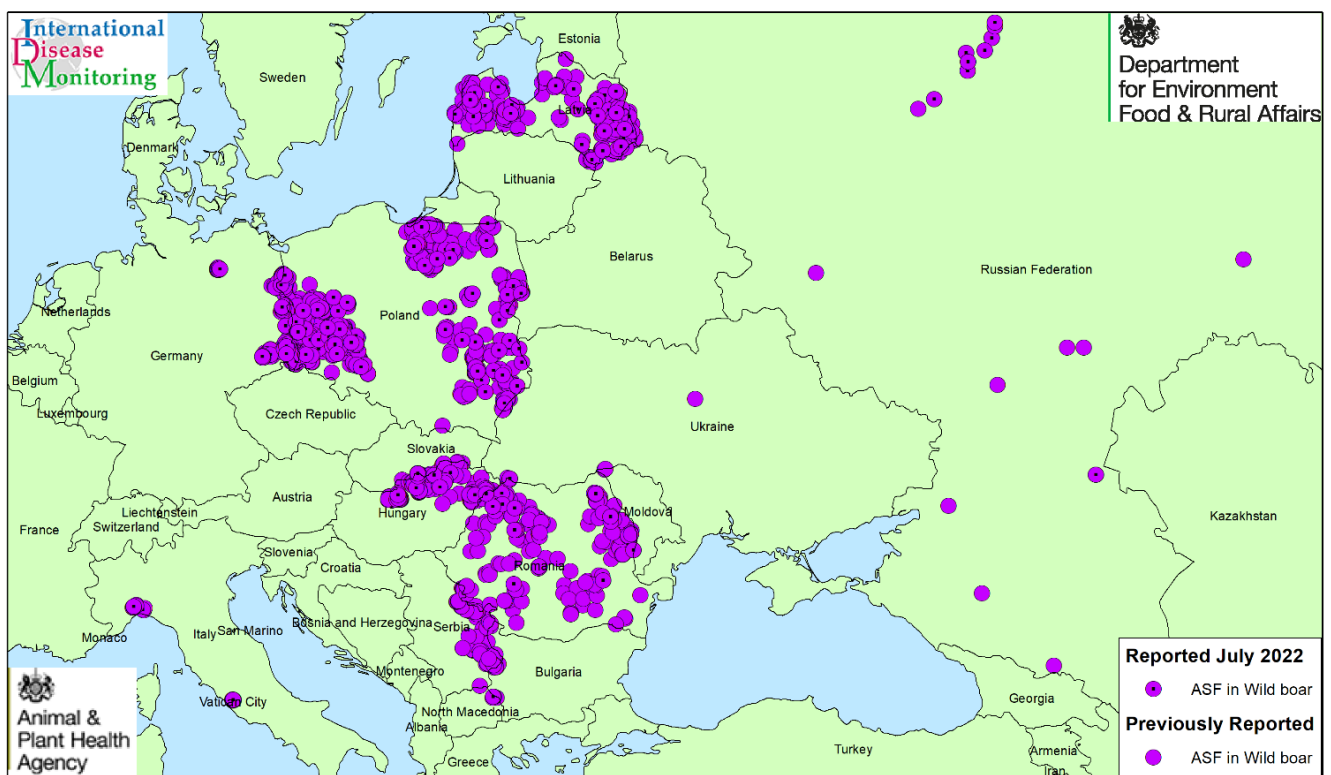 International
Disease
Monitoring
Department
for Environment
Food & Rural Affairs
Estonia
Sweden
Latvia
Denmark
Lithuania
Belarus
Russian Federation
Netherlands
Poland
Germany
Belgium
Luxembourg
Czech Republic
Ukraine
Slovakia
Austria
Liechtenstein
Hungary
Moldova
France
Switzerland
Kazakhstan
Slovenia
Croatia
Romania
Bosnia and Herzegovina
Serbia
Monaco
Italy
San Marino
Montenegro
Bulgaria
Vatican City
North Macedonia
Georgia
Albania
Turkey
Armenia
Greece
Iran
Animal &
Plant Health
Agency
Reported July 2022
ASF in Wild boar
Previously Reported
ASF in Wild boar